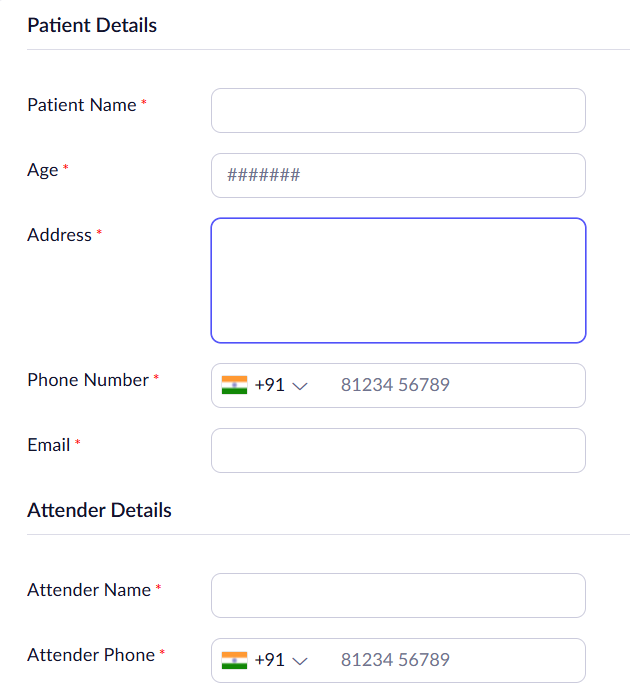 Patient Details
Patient Name *
Age *
#######
Address *
Phone Number *
+91 81234 56789
Email *
Attender Details
Attender Name *
Attender Phone *
+91 81234 56789